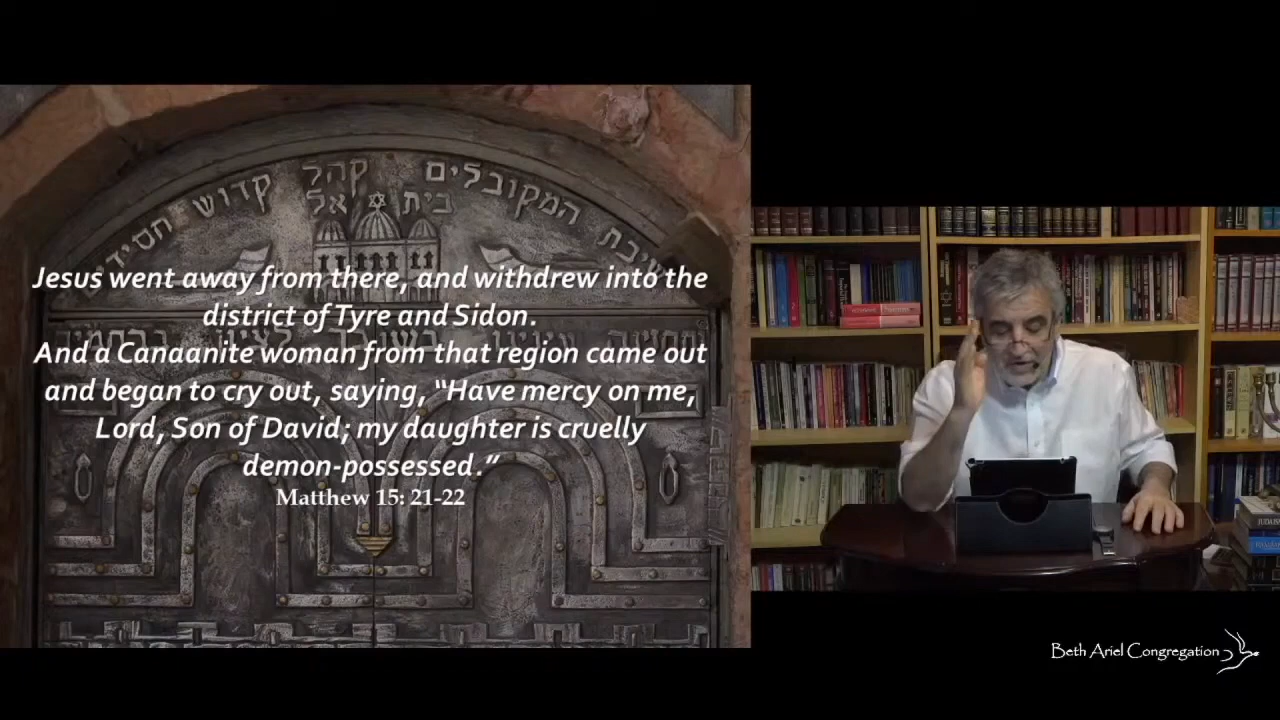 קהל המקובלים
קדוש
בית אל
Jesus went away from there, and withdrew into the
district of Tyre and Sidon.
And a Canaanite woman from that region came out
and began to cry out, saying, “Have mercy on me,
Lord, Son of David; my daughter is cruelly
demon-possessed.”
Matthew 15: 21-22
Beth Ariel Congregation